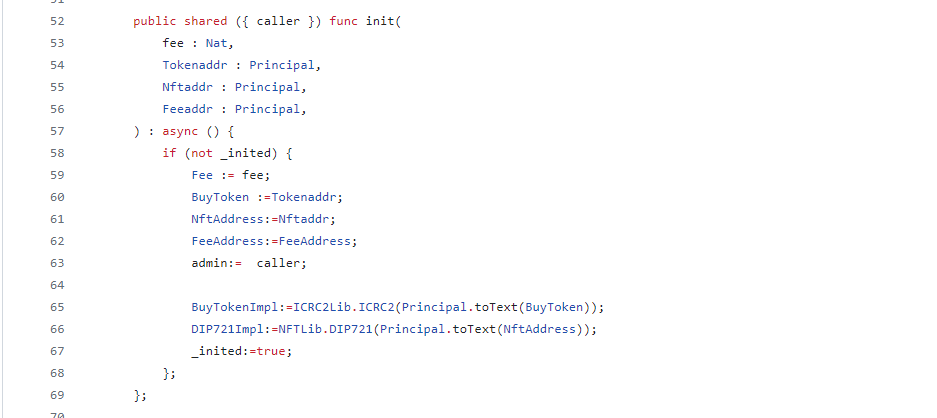 51
52 public shared ({ caller }) func init(
53 fee : Nat,
54 Tokenaddr : Principal,
55 Nftaddr : Principal,
56 Feeaddr : Principal,
57 ) : async () {
58 if (not _inited) {
59 Fee := fee;
60 BuyToken :=Tokenaddr;
61 NftAddress:=Nftaddr;
62 FeeAddress:=FeeAddress;
63 admin:=  caller;
64
65 BuyTokenImpl:=ICRC2Lib.ICRC2(Principal.toText(BuyToken));
66 DIP721Impl:=NFTLib.DIP721(Principal.toText(NftAddress));
67 _inited:=true;
68 };
69 };
70